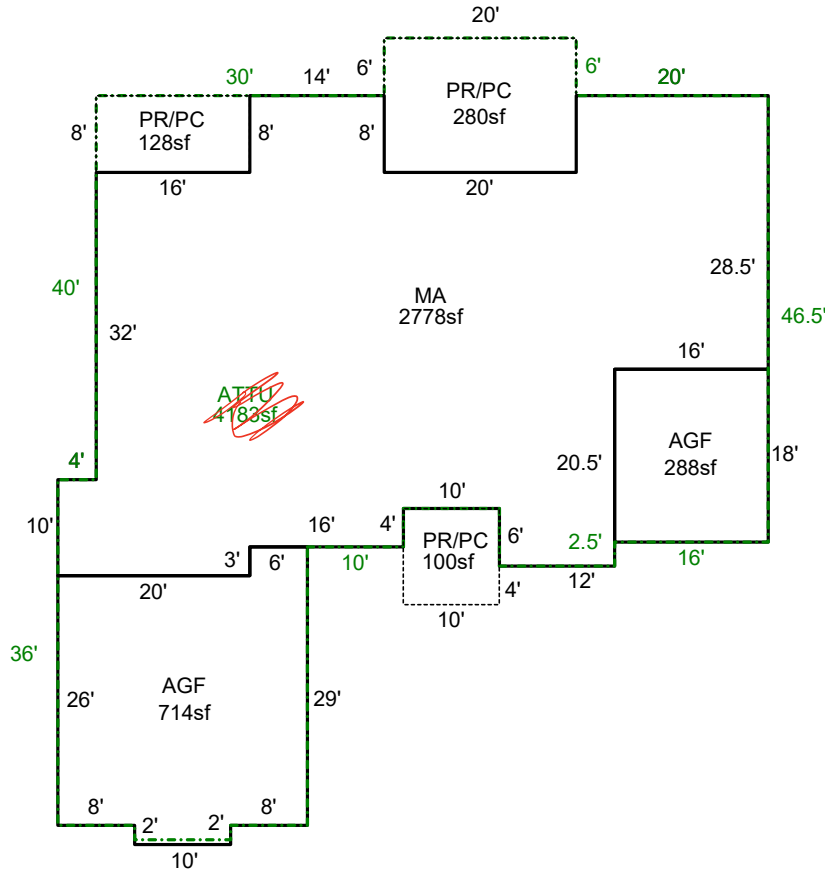 20'
30'
14'
6'
6'
20'
PR/PC
280sf
PR/PC
128sf
8'
8'
8'
16'
20'
28.5'
40'
MA
2778sf
46.5'
32'
16'
ATTU
4183sf
AGF
288sf
20.5'
18'
4'
10'
10'
16'
4'
6'
PR/PC
100sf
2.5'
3'
6'
10'
16'
12'
20'
4'
10'
36'
AGF
714sf
26'
29'
8'
8'
2'
2'
10'